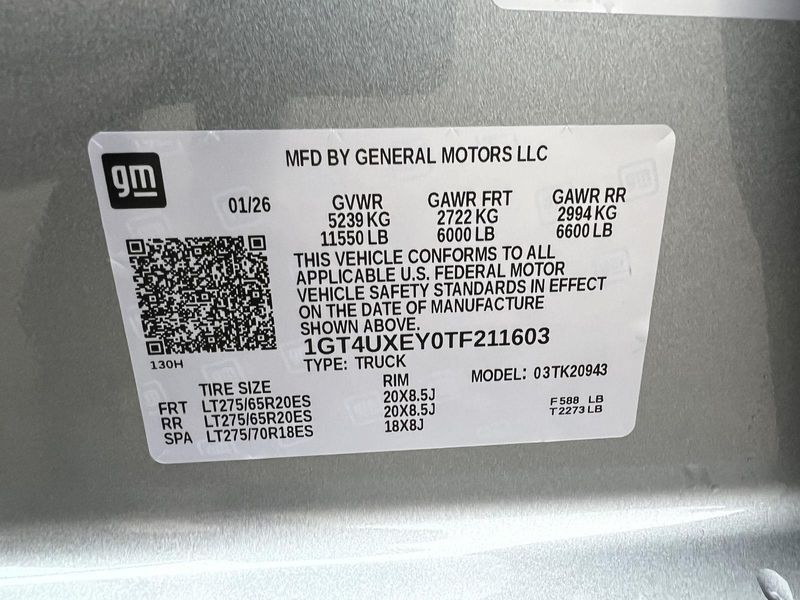 gm
MFD BY GENERAL MOTORS LLC
01/26 GVWR GAWR FRT GAWR RR
5239 KG 2722 KG 2994 KG
11550 LB 6000 LB 6600 LB
THIS VEHICLE CONFORMS TO ALL
APPLICABLE U.S. FEDERAL MOTOR
VEHICLE SAFETY STANDARDS IN EFFECT
ON THE DATE OF MANUFACTURE
SHOWN ABOVE.
1GT4UXEY0TF211603
130H
TYPE: TRUCK MODEL: 03TK20943
TIRE SIZE RIM
FRT LT275/65R20ES 20X8.5J
RR LT275/65R20ES 20X8.5J
SPA LT275/70R18ES 18X8J
F 588 LB
T 2273 LB